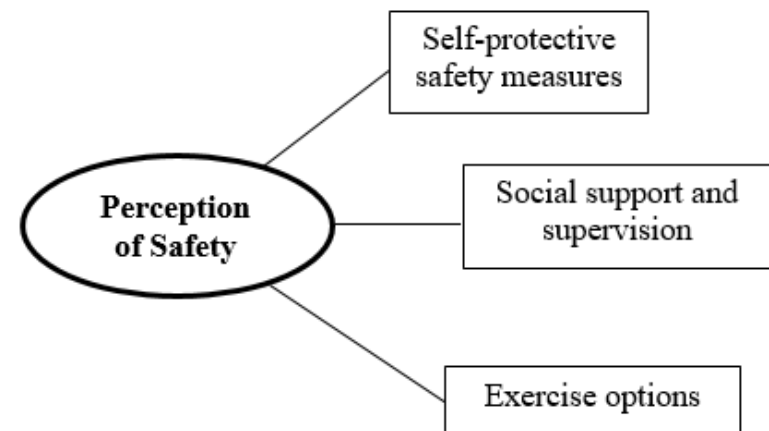 Self-protective
safety measures
Perception
of Safety
Social support and
supervision
Exercise options